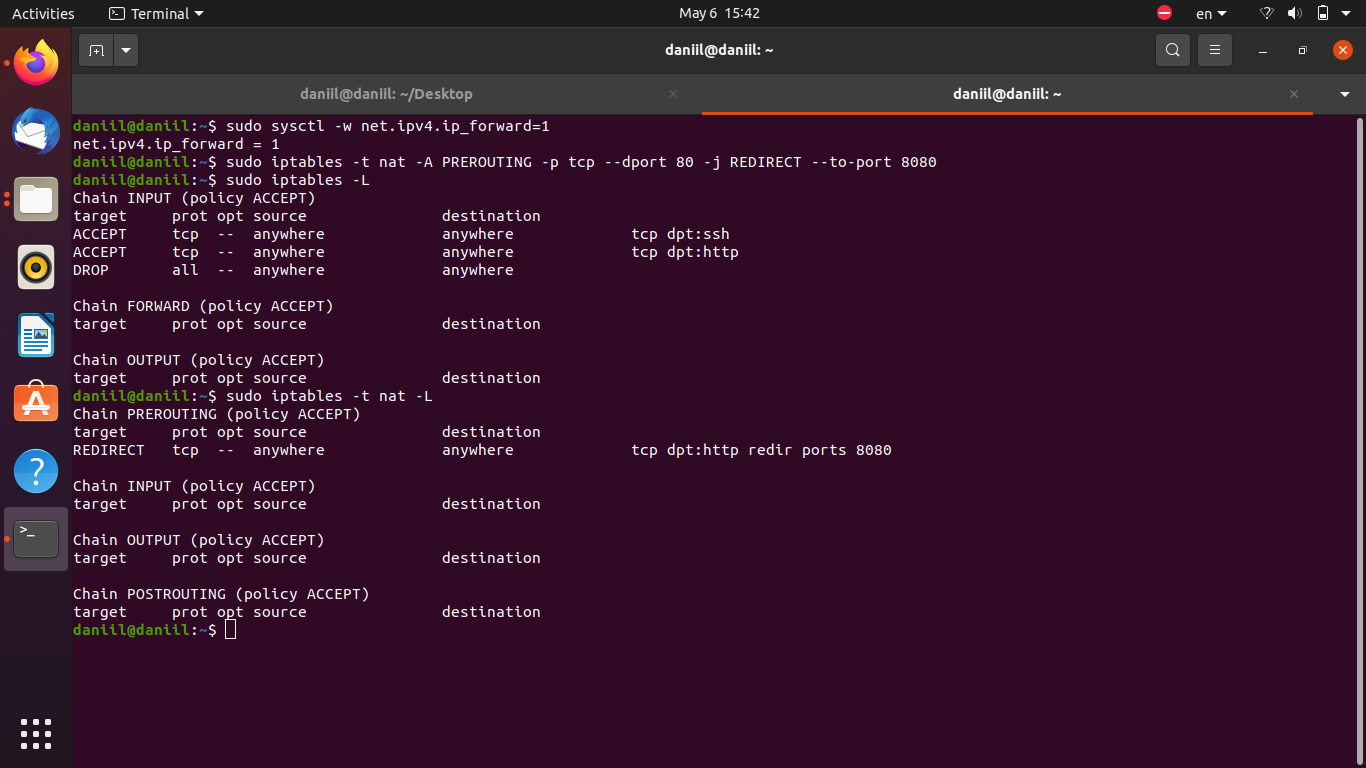 Activities Terminal May 6 15:42 en
daniil@daniil: ~
daniil@daniil: ~/Desktop daniil@daniil: ~
daniil@daniil:~$ sudo sysctl -w net.ipv4.ip_forward=1
net.ipv4.ip_forward = 1
daniil@daniil:~$ sudo iptables -t nat -A PREROUTING -p tcp --dport 80 -j REDIRECT --to-port 8080
daniil@daniil:~$ sudo iptables -L
Chain INPUT (policy ACCEPT)
target     prot opt source               destination
ACCEPT     tcp  --  anywhere             anywhere             tcp dpt:ssh
ACCEPT     tcp  --  anywhere             anywhere             tcp dpt:http
DROP       all  --  anywhere             anywhere

Chain FORWARD (policy ACCEPT)
target     prot opt source               destination

Chain OUTPUT (policy ACCEPT)
target     prot opt source               destination
daniil@daniil:~$ sudo iptables -t nat -L
Chain PREROUTING (policy ACCEPT)
target     prot opt source               destination
REDIRECT   tcp  --  anywhere             anywhere             tcp dpt:http redir ports 8080

Chain INPUT (policy ACCEPT)
target     prot opt source               destination

Chain OUTPUT (policy ACCEPT)
target     prot opt source               destination

Chain POSTROUTING (policy ACCEPT)
target     prot opt source               destination
daniil@daniil:~$